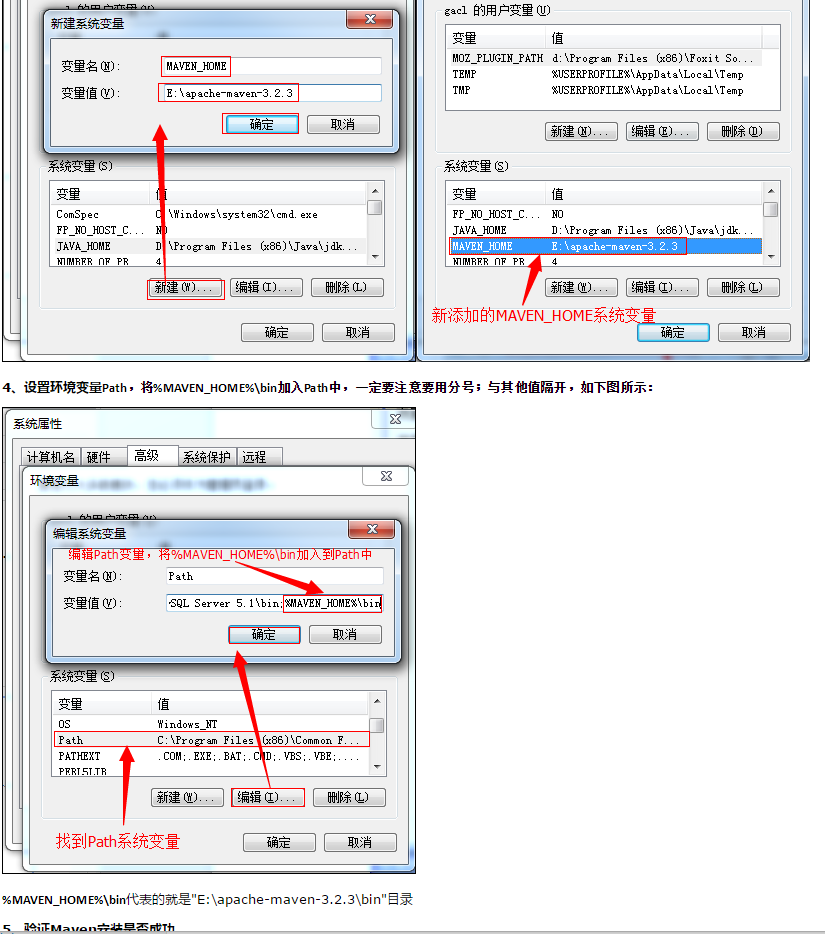 新建系统变量
变量名(N):
MAVEN_HOME
变量值(V):
E:\apache-maven-3.2.3
确定
取消
系统变量(S)
变量
值
ComSpec
C:\Windows\system32\cmd.exe
FP_NO_HOST_C...
NO
JAVA_HOME
D:\Program Files (x86)\Java\jdk...
NUMBER_OF_PR
4
新建(W)...
编辑(I)...
删除(L)
确定
取消
gacl 的用户变量(U)
变量
值
MOZ_PLUGIN_PATH
d:\Program Files (x86)\Foxit So...
TEMP
%USERPROFILE%\AppData\Local\Temp
TMP
%USERPROFILE%\AppData\Local\Temp
新建(N)...
编辑(E)...
删除(D)
系统变量(S)
变量
值
FP_NO_HOST_C...
NO
JAVA_HOME
D:\Program Files (x86)\Java\jdk...
MAVEN_HOME
E:\apache-maven-3.2.3
NUMBER_OF_PR
4
新建(W)...
编辑(I)...
删除(L)
新添加的MAVEN_HOME系统变量
确定
取消
4、设置环境变量Path，将%MAVEN_HOME%\bin加入Path中，一定要注意要用分号；与其他值隔开，如下图所示：
系统属性
计算机名
硬件
高级
系统保护
远程
环境变量
的用户变量(U)
编辑系统变量
编辑Path变量，将%MAVEN_HOME%\bin加入到Path中
变量名(N):
Path
变量值(V):
SQL Server 5.1\bin;%MAVEN_HOME%\bin
确定
取消
系统变量(S)
变量
值
OS
Windows_NT
Path
C:\Program Files (x86)\Common F...
PATHEXT
.COM;.EXE;.BAT;.CMD;.VBS;.VBE;....
PERL5LIB
新建(W)...
编辑(I)...
删除(L)
找到Path系统变量
确定
取消
%MAVEN_HOME%\bin代表的就是"E:\apache-maven-3.2.3\bin"目录
5、验证Maven安装是否成功